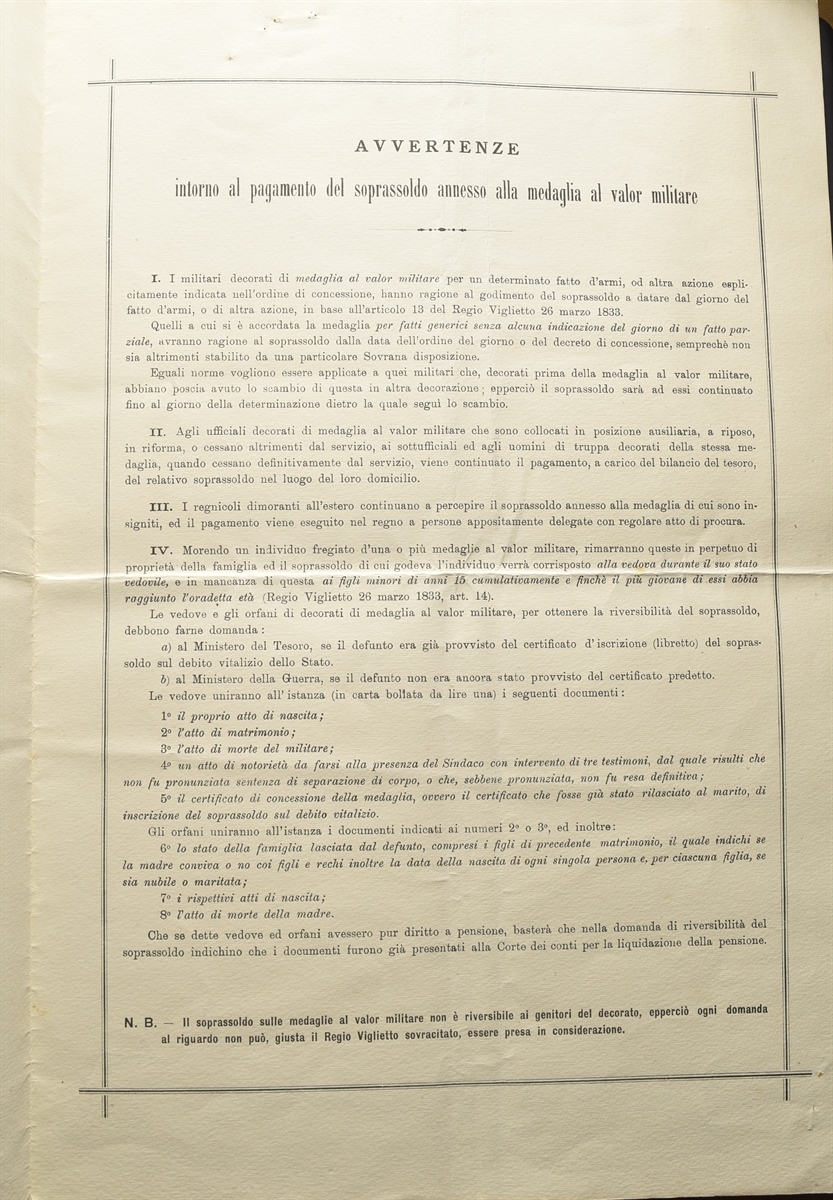 AVVERTENZE
intorno al pagamento del soprassoldo annesso alla medaglia al valor militare
I. I militari decorati di medaglia al valor militare per un determinato fatto d'armi, od altra azione espli-
citamente indicata nell'ordine di concessione, hanno ragione al godimento del soprassoldo a datare dal giorno del
fatto d'armi, o di altra azione, in base all'articolo 13 del Regio Viglietto 26 marzo 1833.
Quelli a cui si è accordata la medaglia per fatti generici senza alcuna indicazione del giorno di un fatto par-
ziale, avranno ragione al soprassoldo dalla data dell'ordine del giorno o del decreto di concessione, semprechè non
sia altrimenti stabilito da una particolare Sovrana disposizione.
Eguali norme vogliono essere applicate a quei militari che, decorati prima della medaglia al valor militare,
abbiano poscia avuto lo scambio di questa in altra decorazione; epperciò il soprassoldo sarà ad essi continuato
fino al giorno della determinazione dietro la quale seguì lo scambio.
II. Agli ufficiali decorati di medaglia al valor militare che sono collocati in posizione ausiliaria, a riposo,
in riforma, o cessano altrimenti dal servizio, ai sottufficiali ed agli uomini di truppa decorati della stessa me-
daglia, quando cessano definitivamente dal servizio, viene continuato il pagamento, a carico del bilancio del tesoro,
del relativo soprassoldo nel luogo del loro domicilio.
III. I regnicoli dimoranti all'estero continuano a percepire il soprassoldo annesso alla medaglia di cui sono in-
signiti, ed il pagamento viene eseguito nel regno a persone appositamente delegate con regolare atto di procura.
IV. Morendo un individuo fregiato d'una o più medaglie al valor militare, rimarranno queste in perpetuo di
proprietà della famiglia ed il soprassoldo di cui godeva l'individuo verrà corrisposto alla vedova durante il suo stato
vedovile, e in mancanza di questa ai figli minori di anni 15 cumulativamente e finchè il più giovane di essi abbia
raggiunto l'oradetta età (Regio Viglietto 26 marzo 1833, art. 14).
Le vedove e gli orfani di decorati di medaglia al valor militare, per ottenere la riversibilità del soprassoldo,
debbono farne domanda:
a) al Ministero del Tesoro, se il defunto era già provvisto del certificato d'iscrizione (libretto) del sopras-
soldo sul debito vitalizio dello Stato.
b) al Ministero della Guerra, se il defunto non era ancora stato provvisto del certificato predetto.
Le vedove uniranno all'istanza (in carta bollata da lire una) i seguenti documenti:
1° il proprio atto di nascita;
2° l'atto di matrimonio;
3° l'atto di morte del militare;
4° un atto di notorietà da farsi alla presenza del Sindaco con intervento di tre testimoni, dal quale risulti che
non fu pronunziata sentenza di separazione di corpo, o che, sebbene pronunziata, non fu resa definitiva;
5° il certificato di concessione della medaglia, ovvero il certificato che fosse già stato rilasciato al marito, di
inscrizione del soprassoldo sul debito vitalizio.
Gli orfani uniranno all'istanza i documenti indicati ai numeri 2° o 3°, ed inoltre:
6° lo stato della famiglia lasciata dal defunto, compresi i figli di precedente matrimonio, il quale indichi se
la madre conviva o no coi figli e rechi inoltre la data della nascita di ogni singola persona e, per ciascuna figlia, se
sia nubile o maritata;
7° i rispettivi atti di nascita;
8° l'atto di morte della madre.
Che se dette vedove ed orfani avessero pur diritto a pensione, basterà che nella domanda di riversibilità del
soprassoldo indichino che i documenti furono già presentati alla Corte dei conti per la liquidazione della pensione.
N. B. — Il soprassoldo sulle medaglie al valor militare non è riversibile ai genitori del decorato, epperciò ogni domanda
al riguardo non può, giusta il Regio Viglietto sovracitato, essere presa in considerazione.